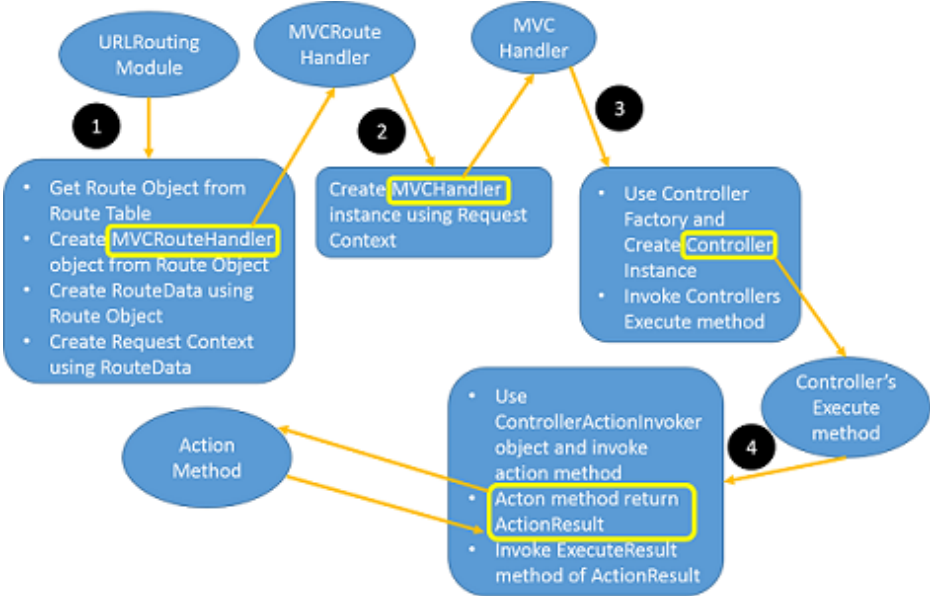 URLRouting
Module
MVCRoute
Handler
MVC
Handler
1
2
3
• Get Route Object from
Route Table
• Create MVCRouteHandler
object from Route Object
• Create RouteData using
Route Object
• Create Request Context
using RouteData
Create MVCHandler
instance using Request
Context
• Use Controller
Factory and
Create Controller
Instance
• Invoke Controllers
Execute method
Controller's
Execute
method
4
• Use
ControllerActionInvoker
object and invoke
action method
• Acton method return
ActionResult
• Invoke ExecuteResult
method of ActionResult
Action
Method